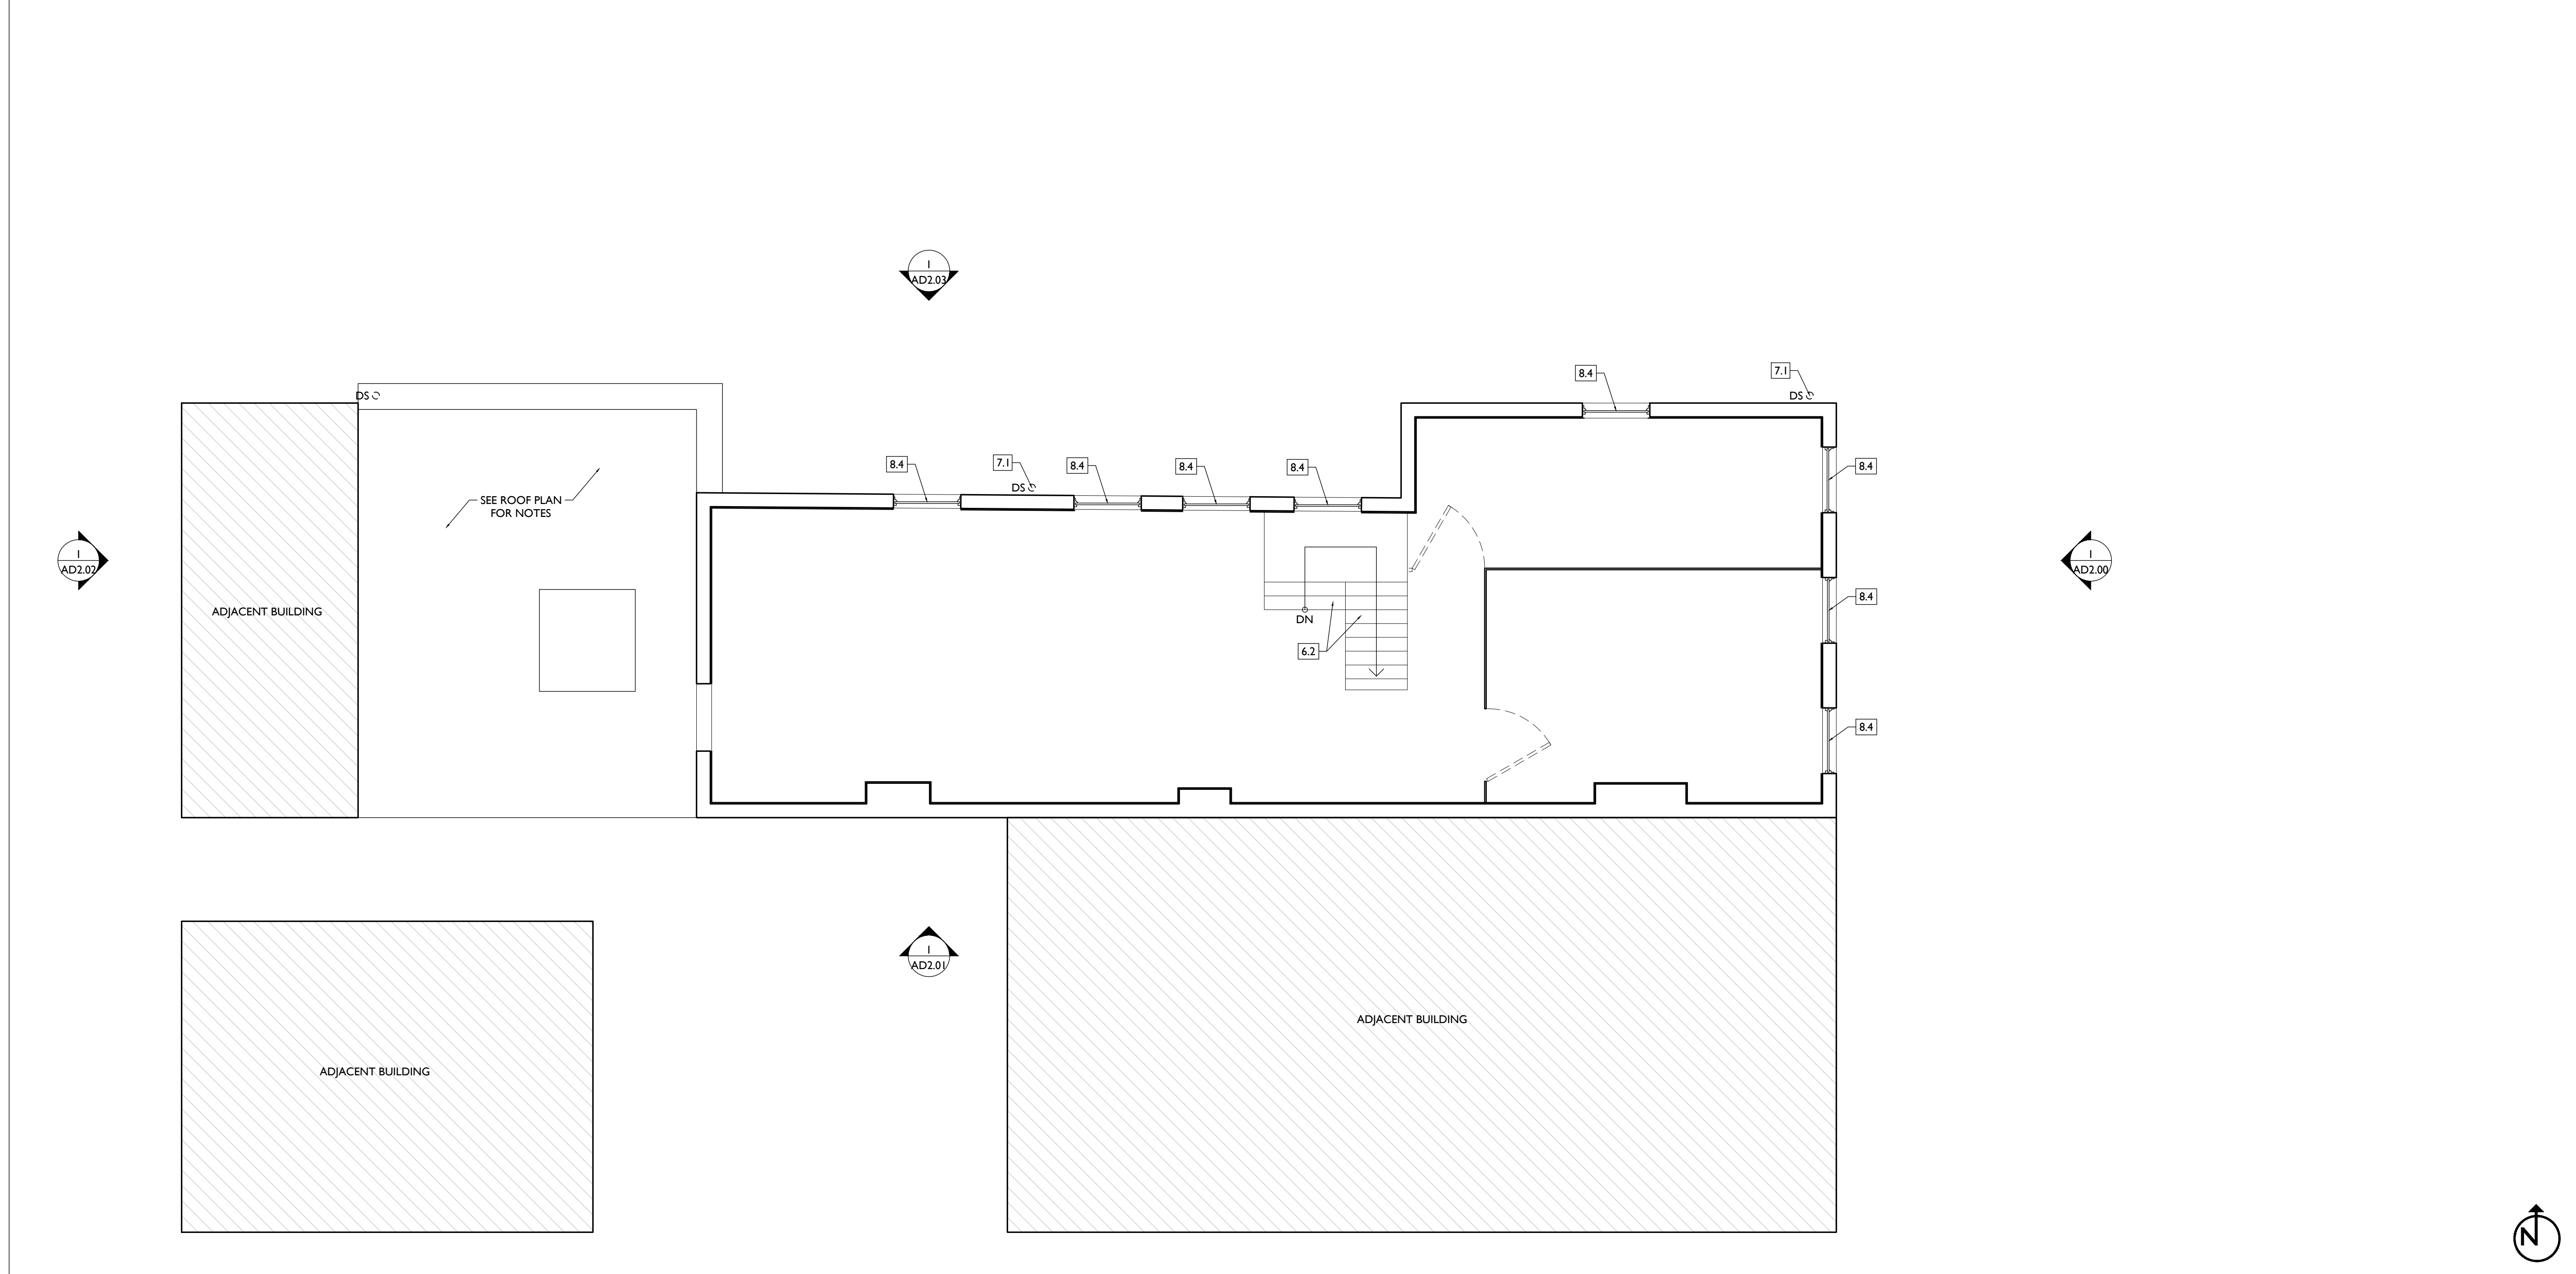 1
AD2.03
8.4
7.1
DS
DS
8.4
7.1
8.4
8.4
8.4
8.4
DS
SEE ROOF PLAN
FOR NOTES
1
AD2.02
1
AD2.00
8.4
ADJACENT BUILDING
DN
6.2
8.4
1
AD2.01
ADJACENT BUILDING
ADJACENT BUILDING
N